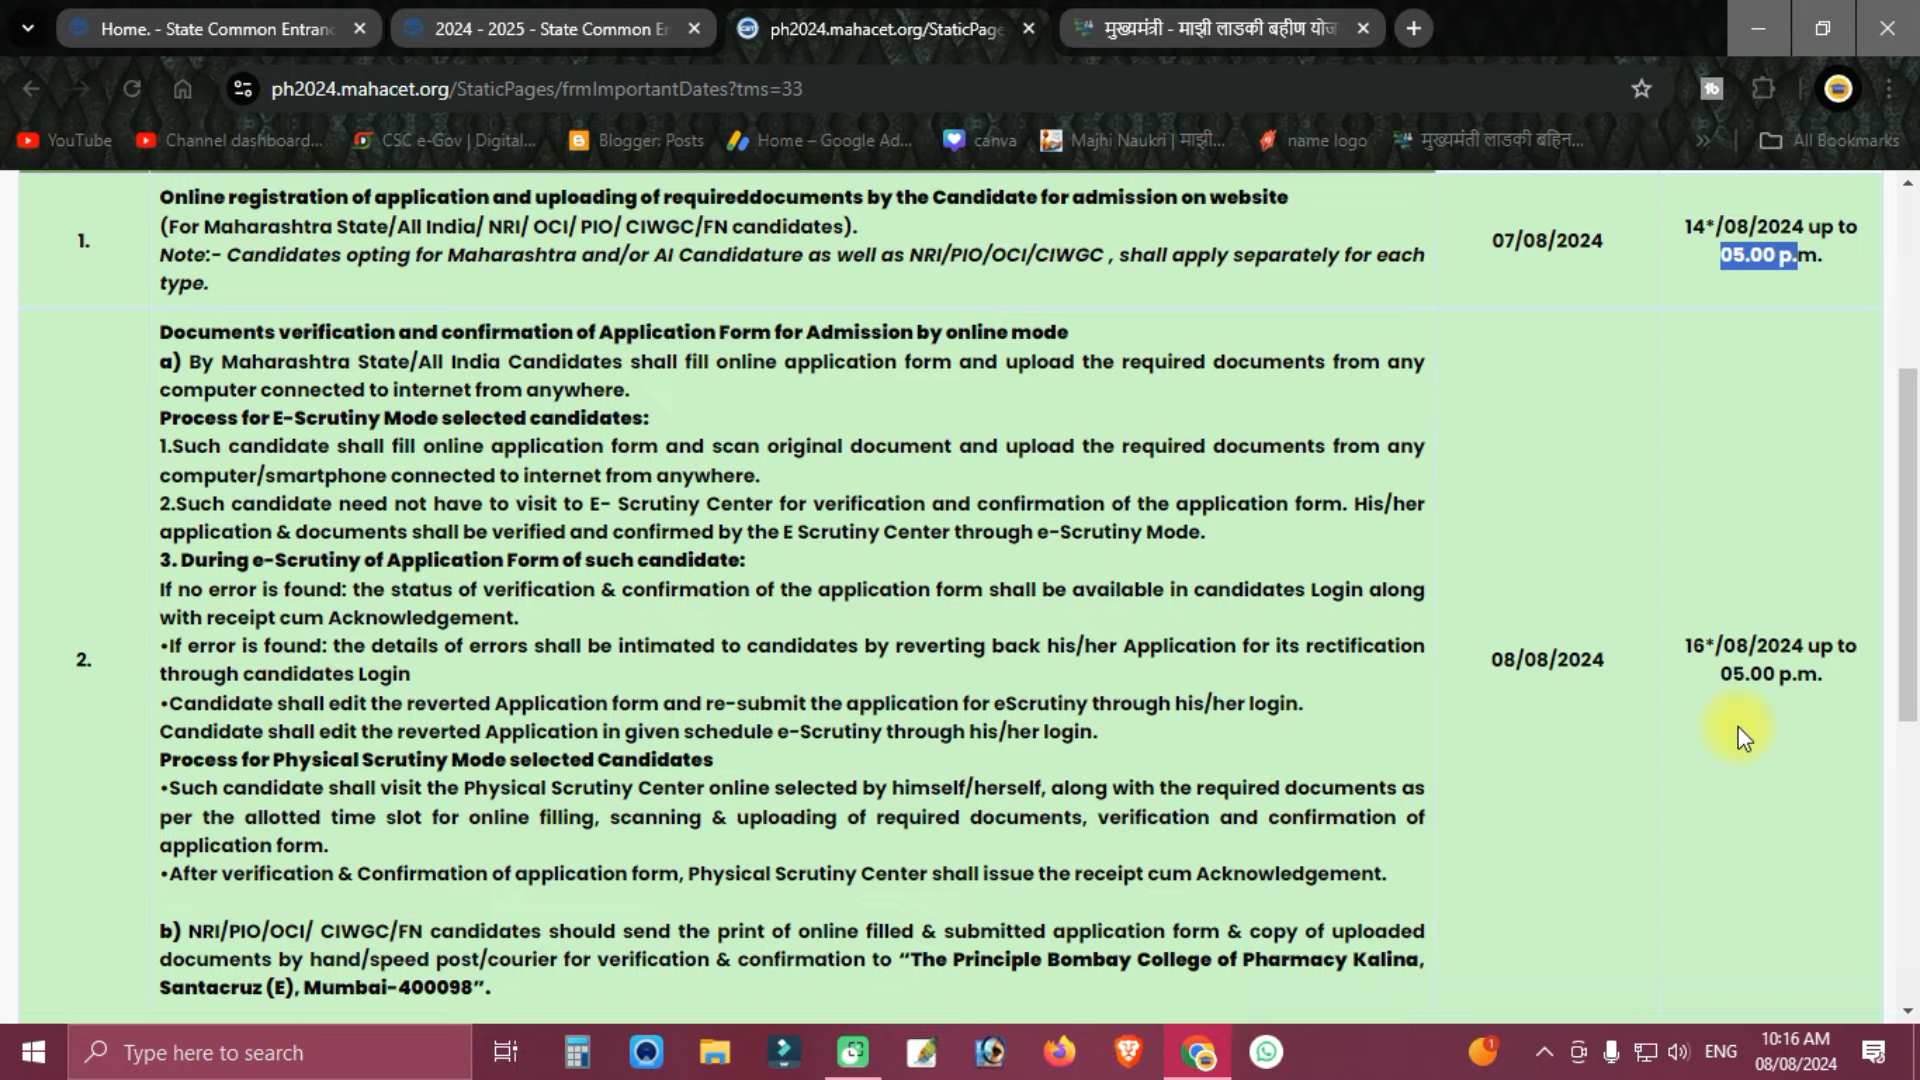 Home. - State Common Entranc
2024 - 2025 - State Common Er
ph2024.mahacet.org/StaticPage
मुख्यमंत्री - माझी लाडकी बहीण योज
ph2024.mahacet.org/StaticPages/frmImportantDates?tms=33
YouTube
Channel dashboard...
CSC e-Gov | Digital...
Blogger: Posts
Home – Google Ad...
canva
Majhi Naukri | माझी...
name logo
मुख्यमंती लाडकी बहिन...
All Bookmarks
1.
Online registration of application and uploading of requireddocuments by the Candidate for admission on website
(For Maharashtra State/All India/ NRI/ OCI/ PIO/ CIWGC/FN candidates).
Note:- Candidates opting for Maharashtra and/or AI Candidature as well as NRI/PIO/OCI/CIWGC , shall apply separately for each
type.
07/08/2024
14*/08/2024 up to
05.00 p.m.
2.
Documents verification and confirmation of Application Form for Admission by online mode
a) By Maharashtra State/All India Candidates shall fill online application form and upload the required documents from any
computer connected to internet from anywhere.
Process for E-Scrutiny Mode selected candidates:
1.Such candidate shall fill online application form and scan original document and upload the required documents from any
computer/smartphone connected to internet from anywhere.
2.Such candidate need not have to visit to E- Scrutiny Center for verification and confirmation of the application form. His/her
application & documents shall be verified and confirmed by the E Scrutiny Center through e-Scrutiny Mode.
3. During e-Scrutiny of Application Form of such candidate:
If no error is found: the status of verification & confirmation of the application form shall be available in candidates Login along
with receipt cum Acknowledgement.
•If error is found: the details of errors shall be intimated to candidates by reverting back his/her Application for its rectification
through candidates Login
•Candidate shall edit the reverted Application form and re-submit the application for eScrutiny through his/her login.
Candidate shall edit the reverted Application in given schedule e-Scrutiny through his/her login.
Process for Physical Scrutiny Mode selected Candidates
•Such candidate shall visit the Physical Scrutiny Center online selected by himself/herself, along with the required documents as
per the allotted time slot for online filling, scanning & uploading of required documents, verification and confirmation of
application form.
•After verification & Confirmation of application form, Physical Scrutiny Center shall issue the receipt cum Acknowledgement.
b) NRI/PIO/OCI/ CIWGC/FN candidates should send the print of online filled & submitted application form & copy of uploaded
documents by hand/speed post/courier for verification & confirmation to “The Principle Bombay College of Pharmacy Kalina,
Santacruz (E), Mumbai-400098”.
08/08/2024
16*/08/2024 up to
05.00 p.m.
Type here to search
1
ENG
10:16 AM
08/08/2024